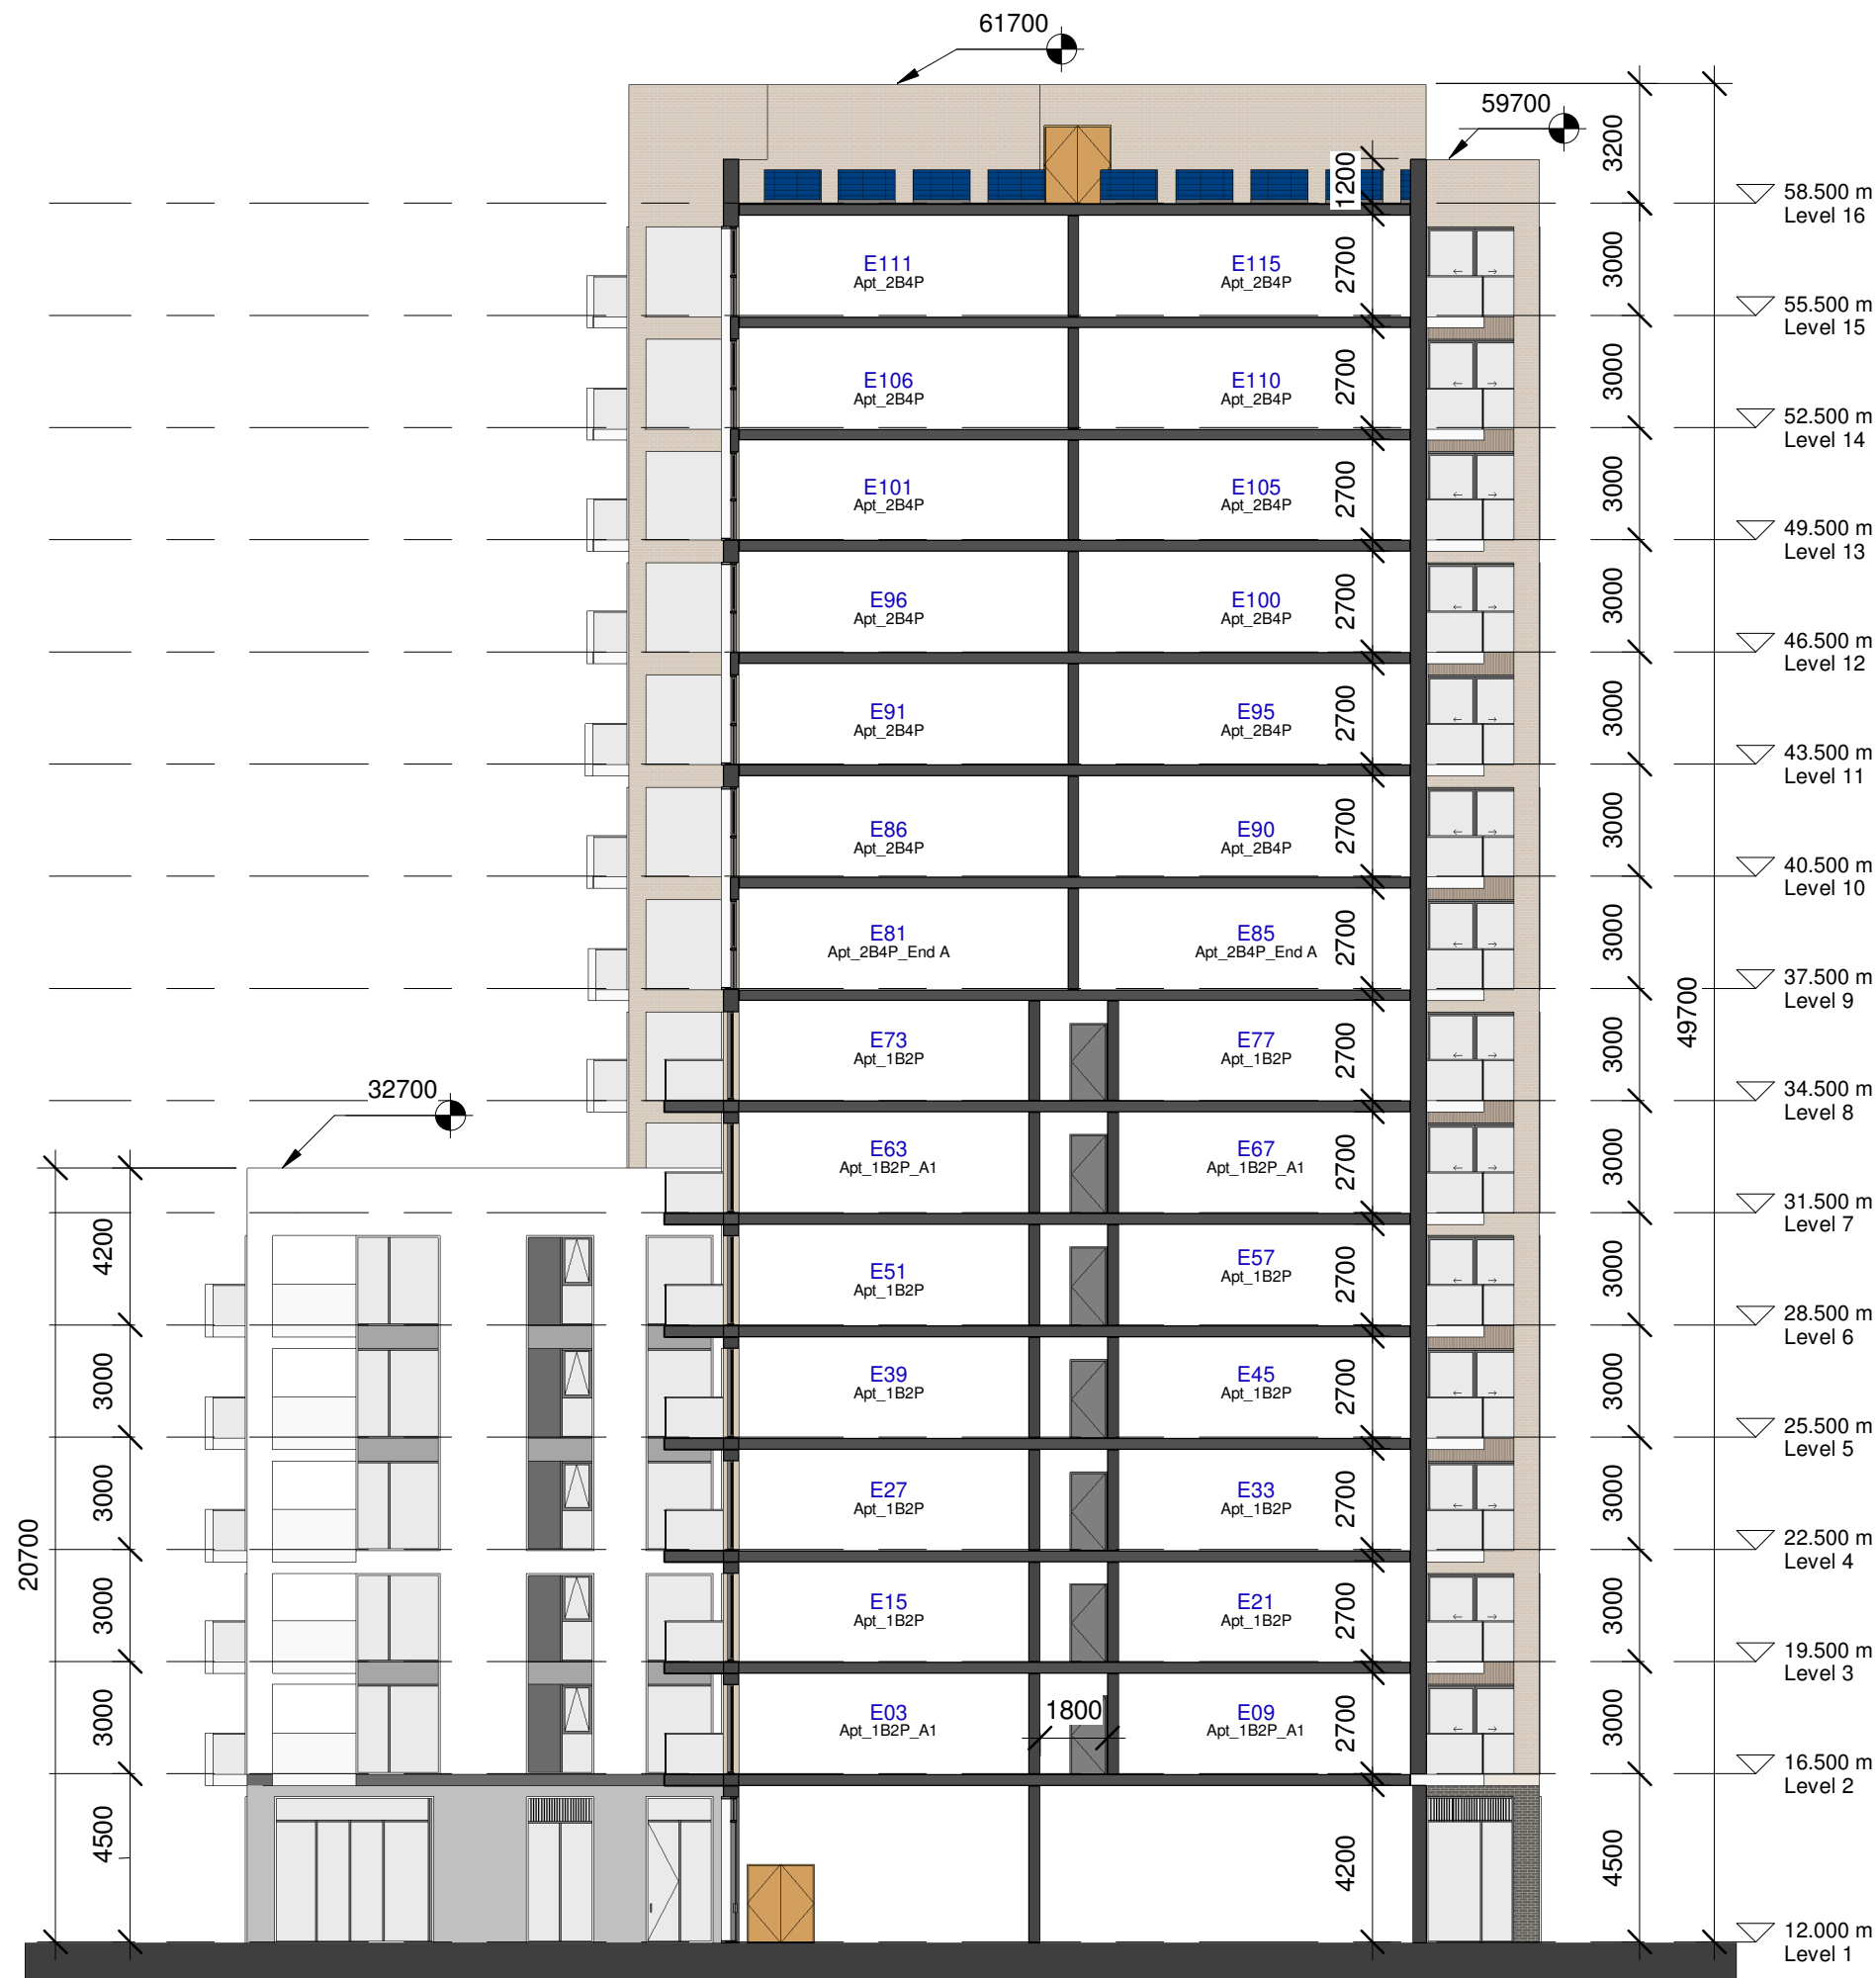 61700
59700
3200
1200
58.500 m
Level 16
E111
Apt_2B4P
E115
Apt_2B4P
2700
3000
55.500 m
Level 15
E106
Apt_2B4P
E110
Apt_2B4P
2700
3000
52.500 m
Level 14
E101
Apt_2B4P
E105
Apt_2B4P
2700
3000
49.500 m
Level 13
E96
Apt_2B4P
E100
Apt_2B4P
2700
3000
46.500 m
Level 12
E91
Apt_2B4P
E95
Apt_2B4P
2700
3000
43.500 m
Level 11
E86
Apt_2B4P
E90
Apt_2B4P
2700
3000
40.500 m
Level 10
E81
Apt_2B4P_End A
E85
Apt_2B4P_End A
2700
3000
37.500 m
Level 9
49700
E73
Apt_1B2P
E77
Apt_1B2P
2700
3000
32700
34.500 m
Level 8
E63
Apt_1B2P_A1
E67
Apt_1B2P_A1
2700
3000
31.500 m
Level 7
4200
E51
Apt_1B2P
E57
Apt_1B2P
2700
3000
28.500 m
Level 6
3000
E39
Apt_1B2P
E45
Apt_1B2P
2700
3000
25.500 m
Level 5
3000
E27
Apt_1B2P
E33
Apt_1B2P
2700
3000
22.500 m
Level 4
20700
3000
E15
Apt_1B2P
E21
Apt_1B2P
2700
3000
19.500 m
Level 3
3000
E03
Apt_1B2P_A1
1800
E09
Apt_1B2P_A1
2700
3000
16.500 m
Level 2
4500
4200
4500
12.000 m
Level 1